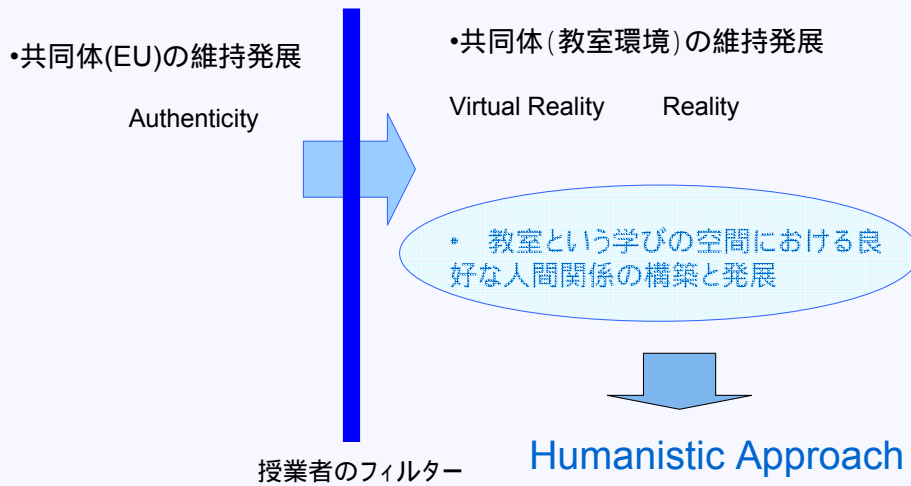 •共同体(EU)の維持発展
Authenticity
•共同体(教室環境)の維持発展
Virtual Reality Reality
• 教室という学びの空間における良
好な人間関係の構築と発展
授業者のフィルター
Humanistic Approach